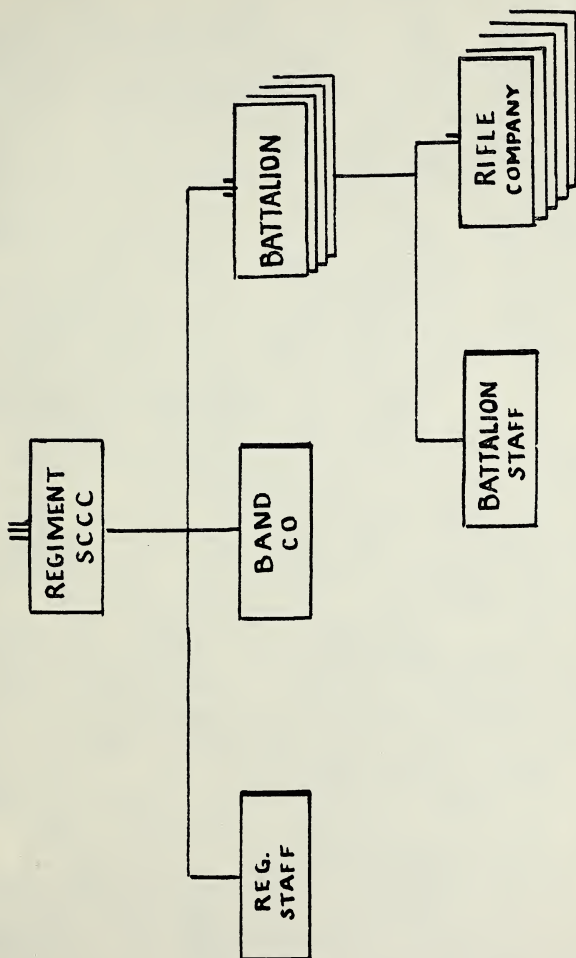 REGIMENT
SCCC
REG.
STAFF
BAND
CO
BATTALION
BATTALION
STAFF
RIFLE
COMPANY